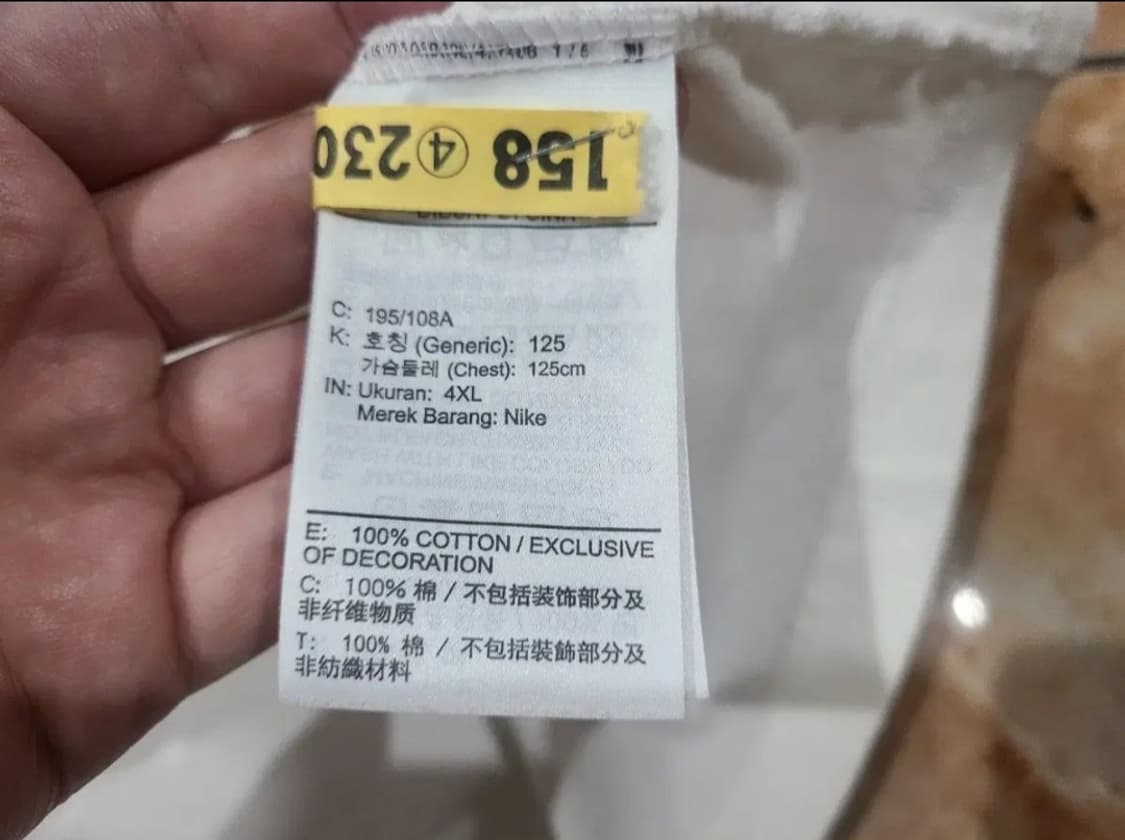 158 ④ 230
C: 195/108A
K: 호칭 (Generic): 125
가슴둘레 (Chest): 125cm
IN: Ukuran: 4XL
Merek Barang: Nike
E: 100% COTTON / EXCLUSIVE
OF DECORATION
C: 100% 棉 / 不包括装饰部分及
非纤维物质
T: 100% 棉 / 不包括裝飾部分及
非紡織材料